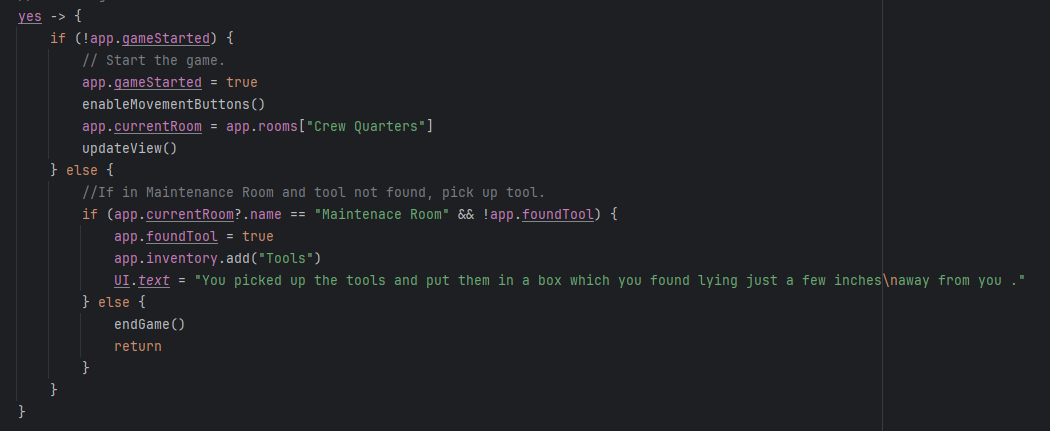 yes -> {
    if (!app.gameStarted) {
        // Start the game.
        app.gameStarted = true
        enableMovementButtons()
        app.currentRoom = app.rooms["Crew Quarters"]
        updateView()
    } else {
        //If in Maintenance Room and tool not found, pick up tool.
        if (app.currentRoom?.name == "Maintenace Room" && !app.foundTool) {
            app.foundTool = true
            app.inventory.add("Tools")
            UI.text = "You picked up the tools and put them in a box which you found lying just a few inches\naway from you ."
        } else {
            endGame()
            return
        }
    }
}